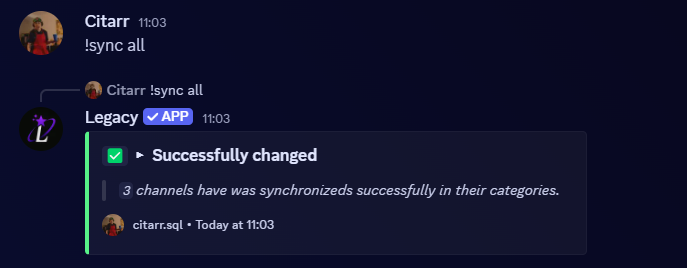 Citarr 11:03
!sync all
Citarr !sync all
Legacy ✓ APP 11:03
✅ ► Successfully changed
3 channels have was synchronizeds successfully in their categories.
citarr.sql • Today at 11:03